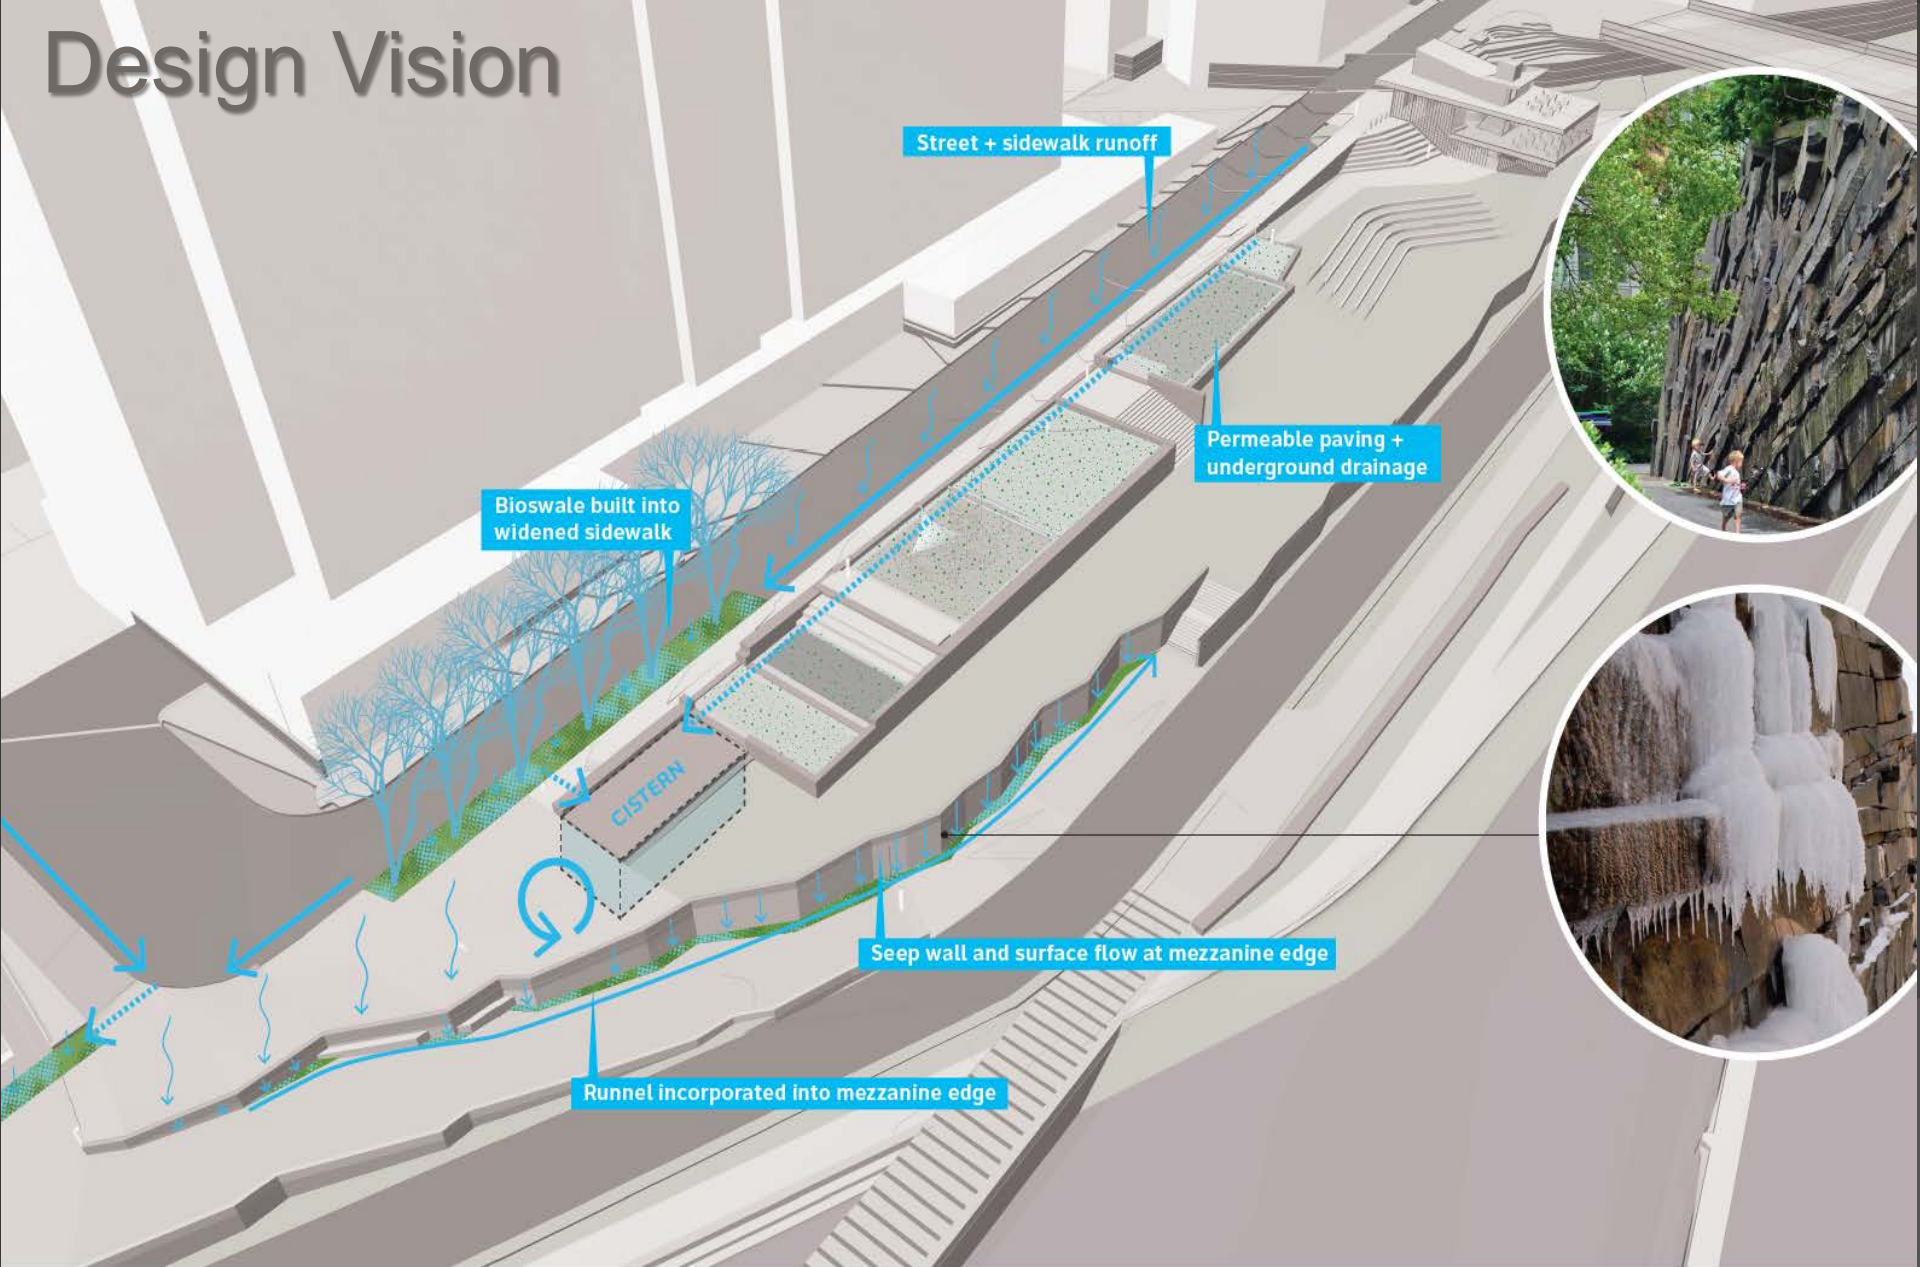 Design Vision
Street + sidewalk runoff
Permeable paving +
underground drainage
Bioswale built into
widened sidewalk
CISTERN
Seep wall and surface flow at mezzanine edge
Runnel incorporated into mezzanine edge